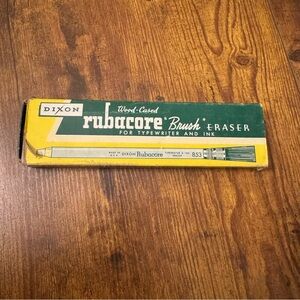 DIXON
Wood-Cased
rubacore "Brush" ERASER
FOR TYPEWRITER AND INK
DIXON Rubacore
853